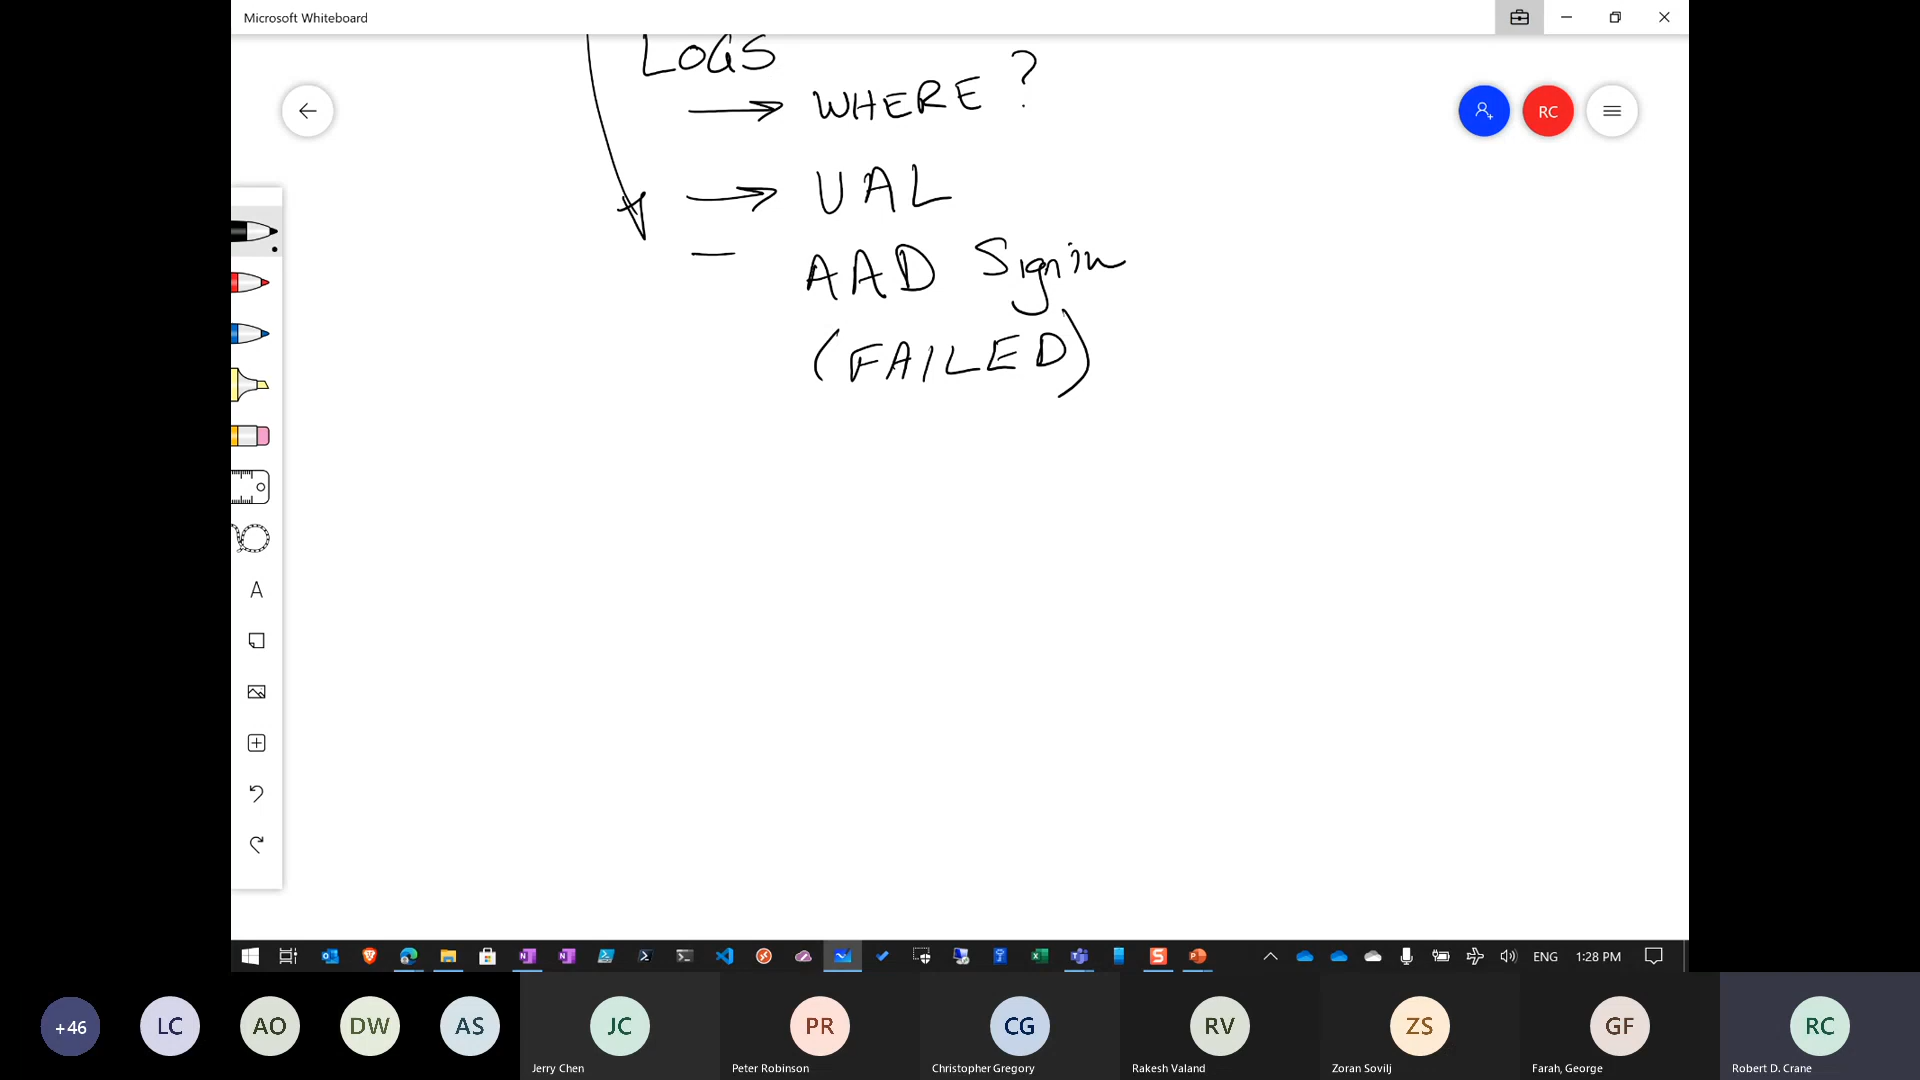 Microsoft Whiteboard
LOGS
WHERE ?
UAL
AAD Signin
(FAILED)
RC
A
ENG
1:28 PM
+46
LC
AO
DW
AS
JC
PR
CG
RV
ZS
GF
RC
Jerry Chen
Peter Robinson
Christopher Gregory
Rakesh Valand
Zoran Sovilj
Farah, George
Robert D. Crane